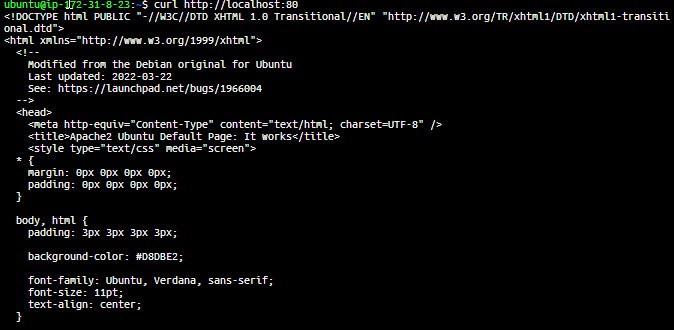 ubuntu@ip-172-31-8-23:~$ curl http://localhost:80
<!DOCTYPE html PUBLIC "-//W3C//DTD XHTML 1.0 Transitional//EN" "http://www.w3.org/TR/xhtml1/DTD/xhtml1-transiti
onal.dtd">
<html xmlns="http://www.w3.org/1999/xhtml">
  <!--
    Modified from the Debian original for Ubuntu
    Last updated: 2022-03-22
    See: https://launchpad.net/bugs/1966004
  -->
  <head>
    <meta http-equiv="Content-Type" content="text/html; charset=UTF-8" />
    <title>Apache2 Ubuntu Default Page: It works</title>
    <style type="text/css" media="screen">
  * {
    margin: 0px 0px 0px 0px;
    padding: 0px 0px 0px 0px;
  }

  body, html {
    padding: 3px 3px 3px 3px;

    background-color: #D8DBE2;

    font-family: Ubuntu, Verdana, sans-serif;
    font-size: 11pt;
    text-align: center;
  }